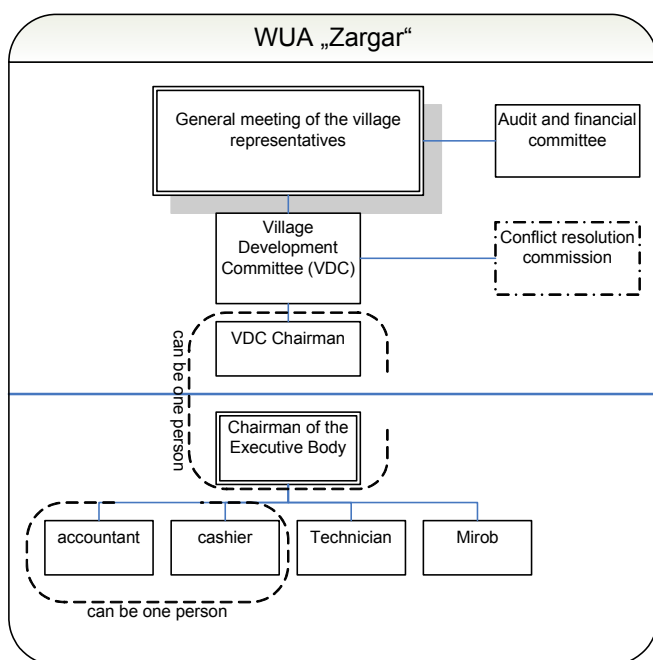 WUA „Zargar“
General meeting of the village
representatives
Audit and financial
committee
Village
Development
Committee (VDC)
Conflict resolution
commission
VDC Chairman
can be one person
Chairman of the
Executive Body
accountant
cashier
Technician
Mirob
can be one person